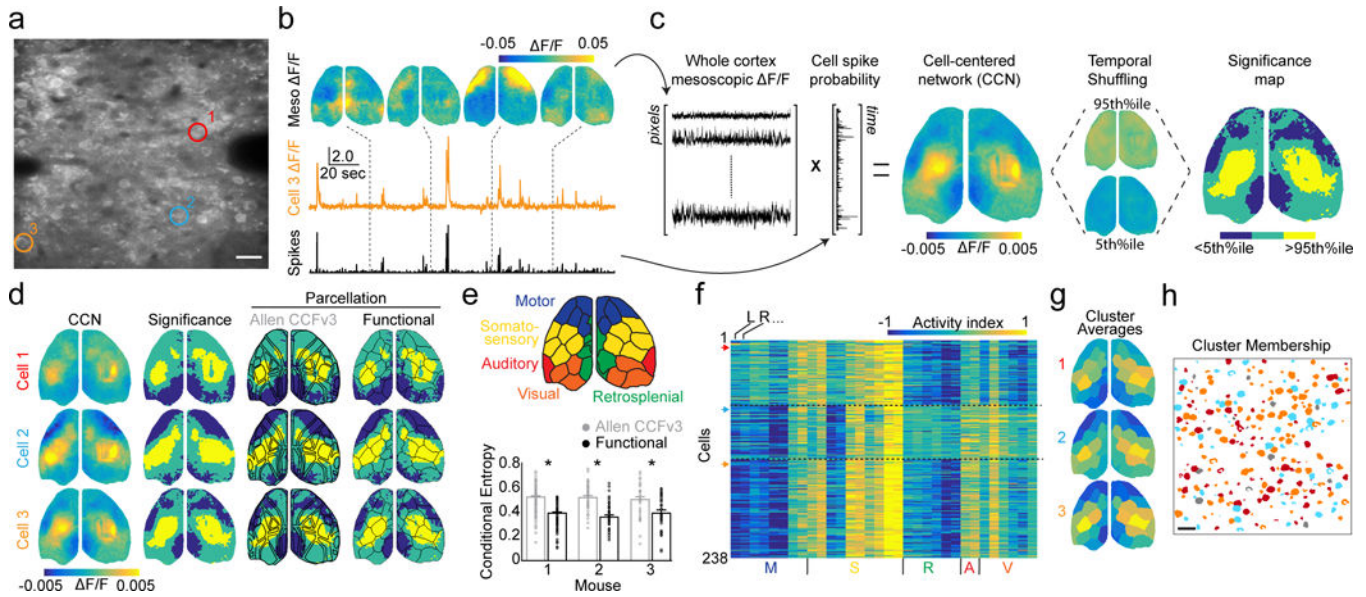 a
1
2
3
b
-0.05 0.05
ΔF/F
Meso ΔF/F
Cell 3 ΔF/F
2.0
20 sec
Spikes
c
Whole cortex
mesoscopic ΔF/F
pixels
x
Cell spike
probability
time
=
Cell-centered
network (CCN)
-0.005 0.005
ΔF/F
Temporal
Shuffling
95th%ile
5th%ile
Significance
map
<5th%ile >95th%ile
d
Parcellation
CCN Significance Allen CCFv3 Functional
Cell 1
Cell 2
Cell 3
-0.005 0.005
ΔF/F
e
Motor
Somato-
sensory
Auditory
Visual
Retrosplenial
Allen CCFv3
Functional
Conditional Entropy
0.8
0.6
0.4
0.2
0
* * *
1 2 3
Mouse
f
L R...
-1 Activity index 1
1
Cells
238
M S R A V
g
Cluster
Averages
1
2
3
h
Cluster Membership